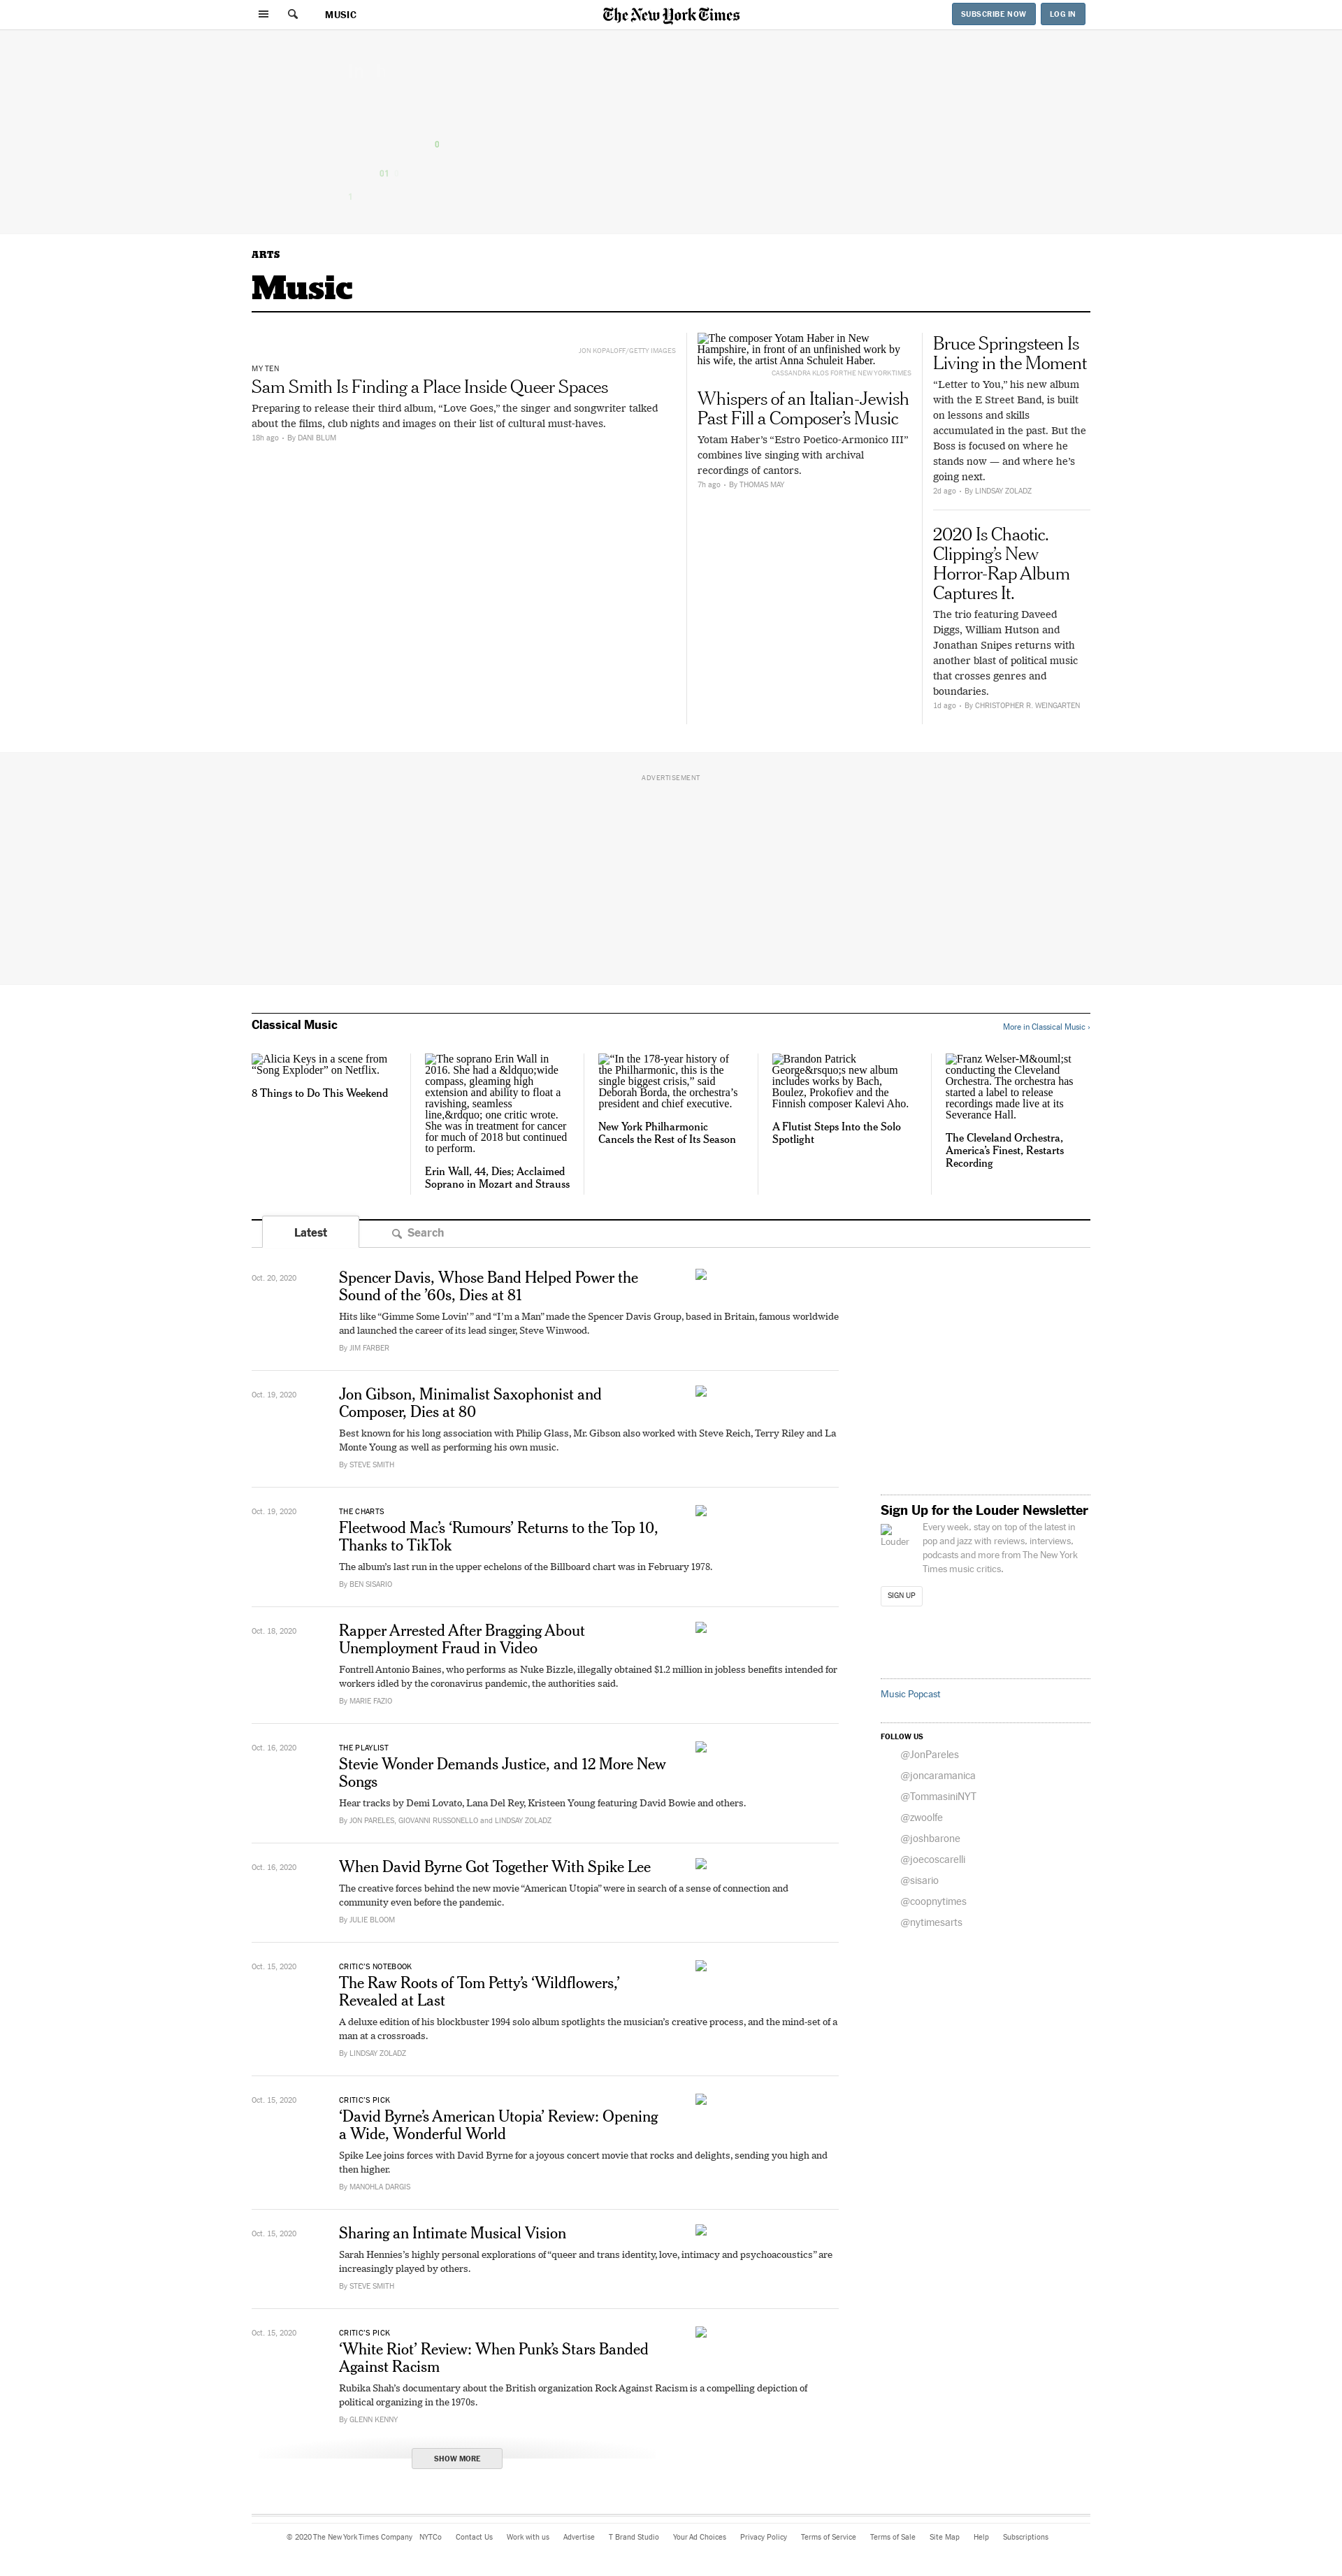 MUSIC
The New York Times
SUBSCRIBE NOW
LOG IN
0
01
1
ARTS
Music
JON KOPALOFF/GETTY IMAGES
MY TEN
Sam Smith Is Finding a Place Inside Queer Spaces
Preparing to release their third album, “Love Goes,” the singer and songwriter talked
about the films, club nights and images on their list of cultural must-haves.
18h ago • By DANI BLUM
The composer Yotam Haber in New
Hampshire, in front of an unfinished work by
his wife, the artist Anna Schuleit Haber.
CASSANDRA KLOS FOR THE NEW YORK TIMES
Whispers of an Italian-Jewish
Past Fill a Composer’s Music
Yotam Haber’s “Estro Poetico-Armonico III”
combines live singing with archival
recordings of cantors.
7h ago • By THOMAS MAY
Bruce Springsteen Is
Living in the Moment
“Letter to You,” his new album
with the E Street Band, is built
on lessons and skills
accumulated in the past. But the
Boss is focused on where he
stands now — and where he’s
going next.
2d ago • By LINDSAY ZOLADZ
2020 Is Chaotic.
Clipping’s New
Horror-Rap Album
Captures It.
The trio featuring Daveed
Diggs, William Hutson and
Jonathan Snipes returns with
another blast of political music
that crosses genres and
boundaries.
1d ago • By CHRISTOPHER R. WEINGARTEN
ADVERTISEMENT
Classical Music
More in Classical Music ›
Alicia Keys in a scene from
“Song Exploder” on Netflix.
8 Things to Do This Weekend
The soprano Erin Wall in
2016. She had a &ldquo;wide
compass, gleaming high
extension and ability to float a
ravishing, seamless
line,&rdquo; one critic wrote.
She was in treatment for cancer
for much of 2018 but continued
to perform.
Erin Wall, 44, Dies; Acclaimed
Soprano in Mozart and Strauss
“In the 178-year history of
the Philharmonic, this is the
single biggest crisis,” said
Deborah Borda, the orchestra’s
president and chief executive.
New York Philharmonic
Cancels the Rest of Its Season
Brandon Patrick
George&rsquo;s new album
includes works by Bach,
Boulez, Prokofiev and the
Finnish composer Kalevi Aho.
A Flutist Steps Into the Solo
Spotlight
Franz Welser-M&ouml;st
conducting the Cleveland
Orchestra. The orchestra has
started a label to release
recordings made live at its
Severance Hall.
The Cleveland Orchestra,
America’s Finest, Restarts
Recording
Latest
Search
Oct. 20, 2020
Spencer Davis, Whose Band Helped Power the
Sound of the ’60s, Dies at 81
Hits like “Gimme Some Lovin’ ” and “I’m a Man” made the Spencer Davis Group, based in Britain, famous worldwide
and launched the career of its lead singer, Steve Winwood.
By JIM FARBER
Oct. 19, 2020
Jon Gibson, Minimalist Saxophonist and
Composer, Dies at 80
Best known for his long association with Philip Glass, Mr. Gibson also worked with Steve Reich, Terry Riley and La
Monte Young as well as performing his own music.
By STEVE SMITH
Oct. 19, 2020
THE CHARTS
Fleetwood Mac’s ‘Rumours’ Returns to the Top 10,
Thanks to TikTok
The album’s last run in the upper echelons of the Billboard chart was in February 1978.
By BEN SISARIO
Oct. 18, 2020
Rapper Arrested After Bragging About
Unemployment Fraud in Video
Fontrell Antonio Baines, who performs as Nuke Bizzle, illegally obtained $1.2 million in jobless benefits intended for
workers idled by the coronavirus pandemic, the authorities said.
By MARIE FAZIO
Oct. 16, 2020
THE PLAYLIST
Stevie Wonder Demands Justice, and 12 More New
Songs
Hear tracks by Demi Lovato, Lana Del Rey, Kristeen Young featuring David Bowie and others.
By JON PARELES, GIOVANNI RUSSONELLO and LINDSAY ZOLADZ
Oct. 16, 2020
When David Byrne Got Together With Spike Lee
The creative forces behind the new movie “American Utopia” were in search of a sense of connection and
community even before the pandemic.
By JULIE BLOOM
Oct. 15, 2020
CRITIC’S NOTEBOOK
The Raw Roots of Tom Petty’s ‘Wildflowers,’
Revealed at Last
A deluxe edition of his blockbuster 1994 solo album spotlights the musician’s creative process, and the mind-set of a
man at a crossroads.
By LINDSAY ZOLADZ
Oct. 15, 2020
CRITIC’S PICK
‘David Byrne’s American Utopia’ Review: Opening
a Wide, Wonderful World
Spike Lee joins forces with David Byrne for a joyous concert movie that rocks and delights, sending you high and
then higher.
By MANOHLA DARGIS
Oct. 15, 2020
Sharing an Intimate Musical Vision
Sarah Hennies’s highly personal explorations of “queer and trans identity, love, intimacy and psychoacoustics” are
increasingly played by others.
By STEVE SMITH
Oct. 15, 2020
CRITIC’S PICK
‘White Riot’ Review: When Punk’s Stars Banded
Against Racism
Rubika Shah’s documentary about the British organization Rock Against Racism is a compelling depiction of
political organizing in the 1970s.
By GLENN KENNY
SHOW MORE
Sign Up for the Louder Newsletter
Louder
Every week, stay on top of the latest in
pop and jazz with reviews, interviews,
podcasts and more from The New York
Times music critics.
SIGN UP
Music Popcast
FOLLOW US
@JonPareles
@joncaramanica
@TommasiniNYT
@zwoolfe
@joshbarone
@joecoscarelli
@sisario
@coopnytimes
@nytimesarts
© 2020 The New York Times Company NYTCo Contact Us Work with us Advertise T Brand Studio Your Ad Choices Privacy Policy Terms of Service Terms of Sale Site Map Help Subscriptions